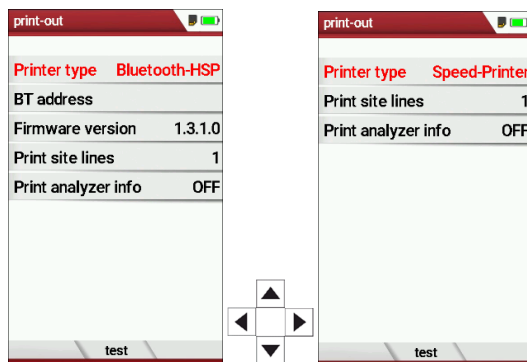 print-out
Printer type Bluetooth-HSP
BT address
Firmware version 1.3.1.0
Print site lines 1
Print analyzer info OFF
test
print-out
Printer type Speed-Printer
Print site lines 1
Print analyzer info OFF
test